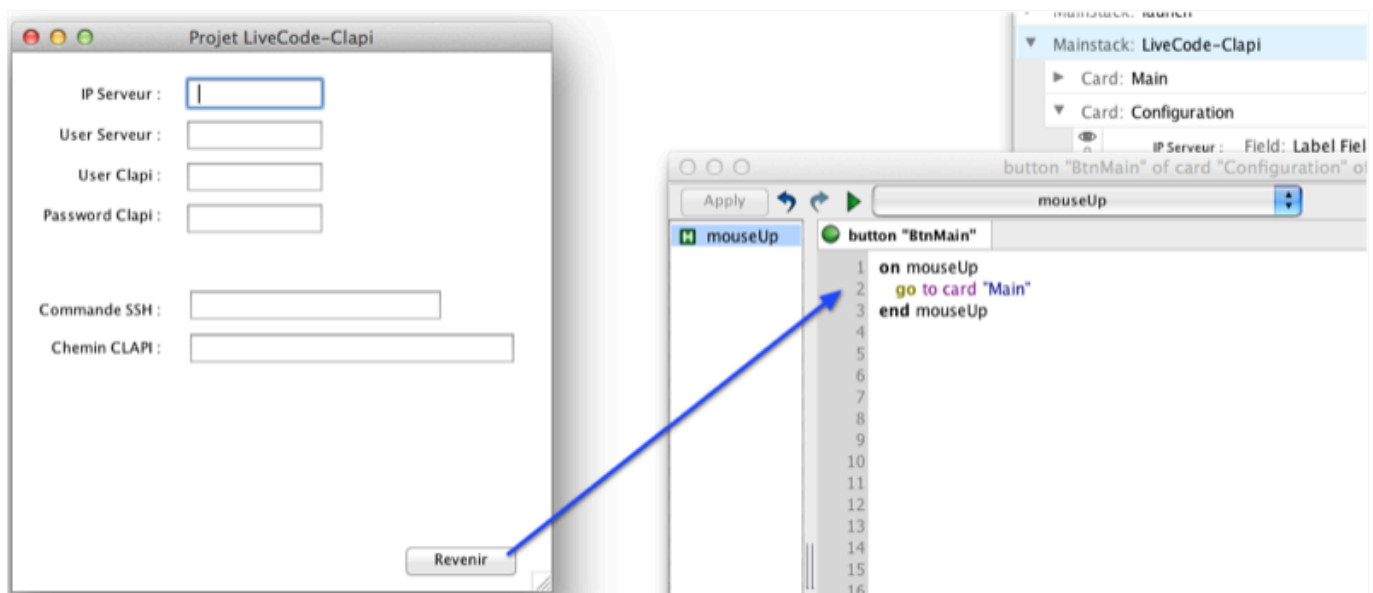 Projet LiveCode-Clapi
IP Serveur :
User Serveur :
User Clapi :
Password Clapi :
Commande SSH :
Chemin CLAPI :
Revenir
Mainstack: launch
Mainstack: LiveCode-Clapi
Card: Main
Card: Configuration
IP Serveur : Field: Label Fiel
button "BtnMain" of card "Configuration" of
Apply
mouseUp
mouseUp
button "BtnMain"
1 on mouseUp
2 go to card "Main"
3 end mouseUp
4
5
6
7
8
9
10
11
12
13
14
15
16